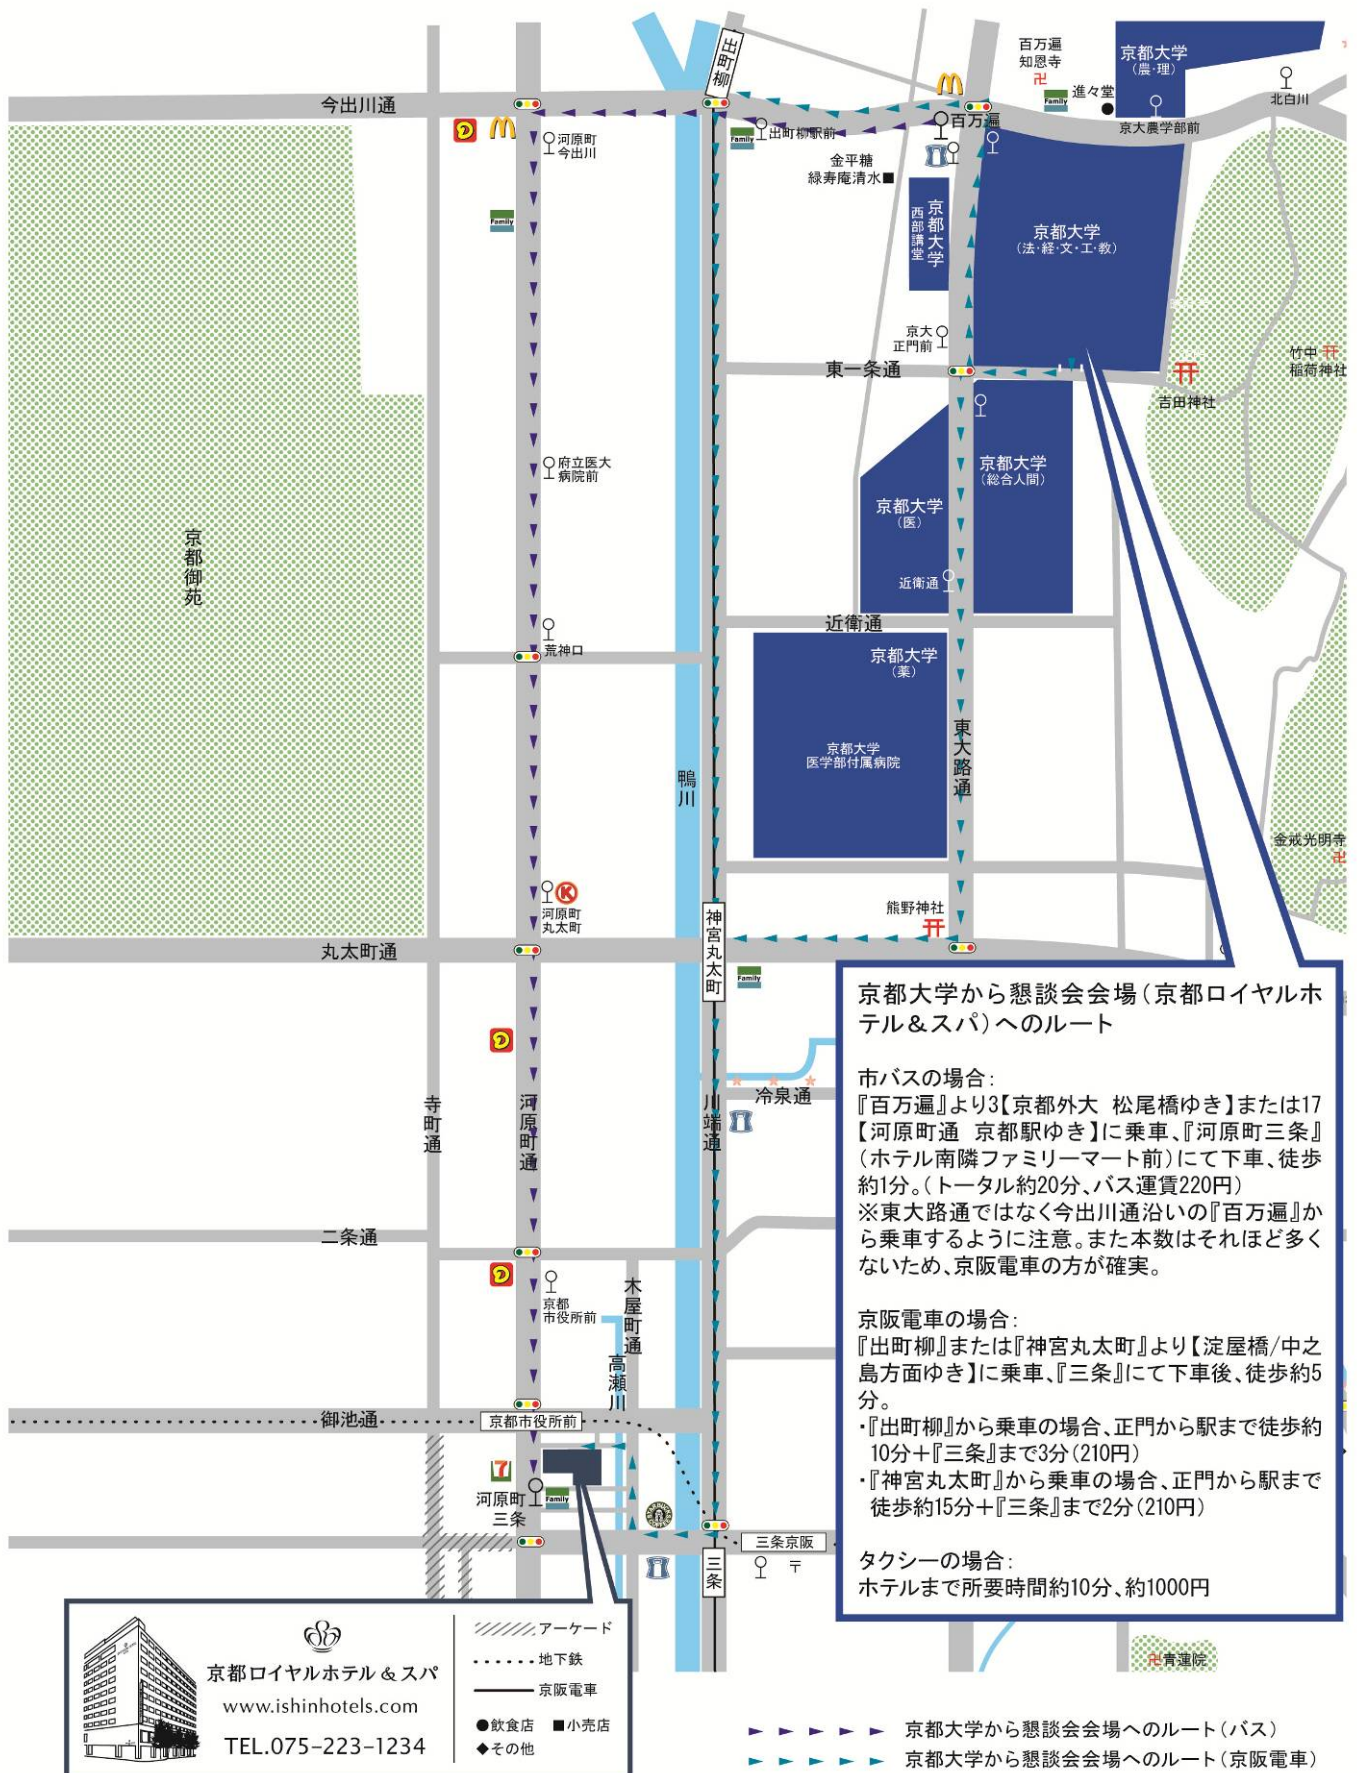 出町柳
百万遍
知恩寺
京都大学
(農・理)
進々堂
Family
北白川
京大農学部前
今出川通
河原町
今出川
Family
出町柳駅前
百万遍
金平糖
緑寿庵清水■
京都大学
西部講堂
京都大学
(法・経・文・工・教)
Family
京大
正門前
東一条通
竹中
稲荷神社
吉田神社
府立医大
病院前
京都大学
(総合人間)
京都大学
(医)
京都御苑
近衛通
近衛通
荒神口
京都大学
(薬)
京都大学
医学部付属病院
東大路通
鴨川
金戒光明寺
K
河原町
丸太町
熊野神社
神宮丸太町
丸太町通
Family
寺町通
河原町通
川端通
冷泉通
二条通
京都
市役所前
木屋町通
高瀬川
御池通
京都市役所前
7
河原町
三条
Family
STARBUCKS COFFEE
三条京阪
三条
〒
青蓮院
京都大学から懇談会会場(京都ロイヤルホ
テル&スパ)へのルート
市バスの場合:
『百万遍』より3【京都外大 松尾橋ゆき】または17
【河原町通 京都駅ゆき】に乗車、『河原町三条』
(ホテル南隣ファミリーマート前)にて下車、徒歩
約1分。(トータル約20分、バス運賃220円)
※東大路通ではなく今出川通沿いの『百万遍』か
ら乗車するように注意。また本数はそれほど多く
ないため、京阪電車の方が確実。
京阪電車の場合:
『出町柳』または『神宮丸太町』より【淀屋橋/中之
島方面ゆき】に乗車、『三条』にて下車後、徒歩約5
分。
・『出町柳』から乗車の場合、正門から駅まで徒歩約
10分+『三条』まで3分(210円)
・『神宮丸太町』から乗車の場合、正門から駅まで
徒歩約15分+『三条』まで2分(210円)
タクシーの場合:
ホテルまで所要時間約10分、約1000円
京都ロイヤルホテル&スパ
www.ishinhotels.com
TEL.075-223-1234
アーケード
地下鉄
京阪電車
●飲食店 ■小売店
◆その他
京都大学から懇談会会場へのルート(バス)
京都大学から懇談会会場へのルート(京阪電車)